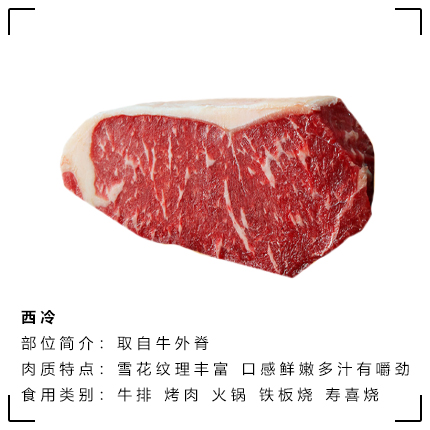 西冷
部位简介：取自牛外脊
肉质特点：雪花纹理丰富 口感鲜嫩多汁有嚼劲
食用类别：牛排 烤肉 火锅 铁板烧 寿喜烧